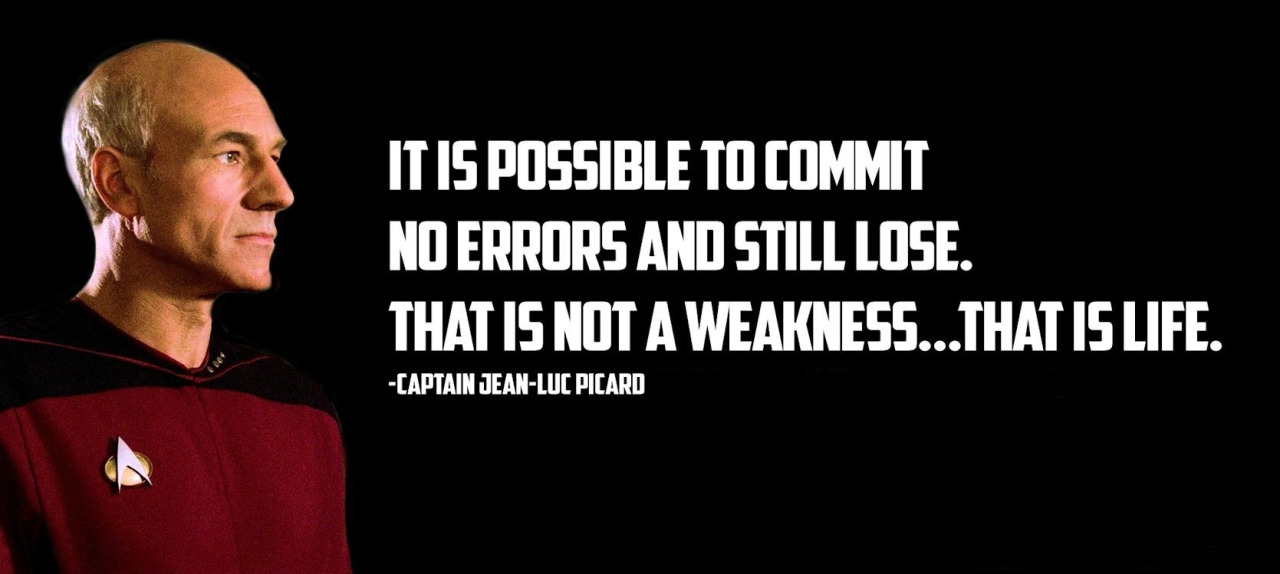 IT IS POSSIBLE TO COMMIT
NO ERRORS AND STILL LOSE.
THAT IS NOT A WEAKNESS...THAT IS LIFE.
-CAPTAIN JEAN-LUC PICARD